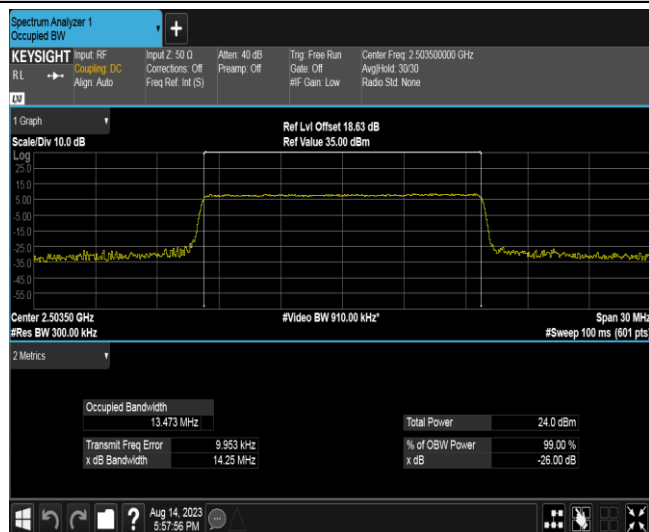 Spectrum Analyzer 1
Occupied BW
+
KEYSIGHT Input: RF Input Z: 50 Ω Atten: 40 dB Trig: Free Run Center Freq: 2.503500000 GHz
RL Coupling: DC Corrections: Off Preamp: Off Gate: Off Avg|Hold: 30/30
Align: Auto Freq Ref: Int (S) #IF Gain: Low Radio Std: None
LXI
1 Graph Ref Lvl Offset 18.63 dB
Scale/Div 10.0 dB Ref Value 35.00 dBm
Log
25.0
15.0
5.00
-5.00
-15.0
-25.0
-35.0
-45.0
-55.0
Center 2.50350 GHz #Video BW 910.00 kHz* Span 30 MHz
#Res BW 300.00 kHz #Sweep 100 ms (601 pts)
2 Metrics
Occupied Bandwidth
13.473 MHz Total Power 24.0 dBm
Transmit Freq Error 9.953 kHz % of OBW Power 99.00 %
x dB Bandwidth 14.25 MHz x dB -26.00 dB
? Aug 14, 2023
5:57:56 PM